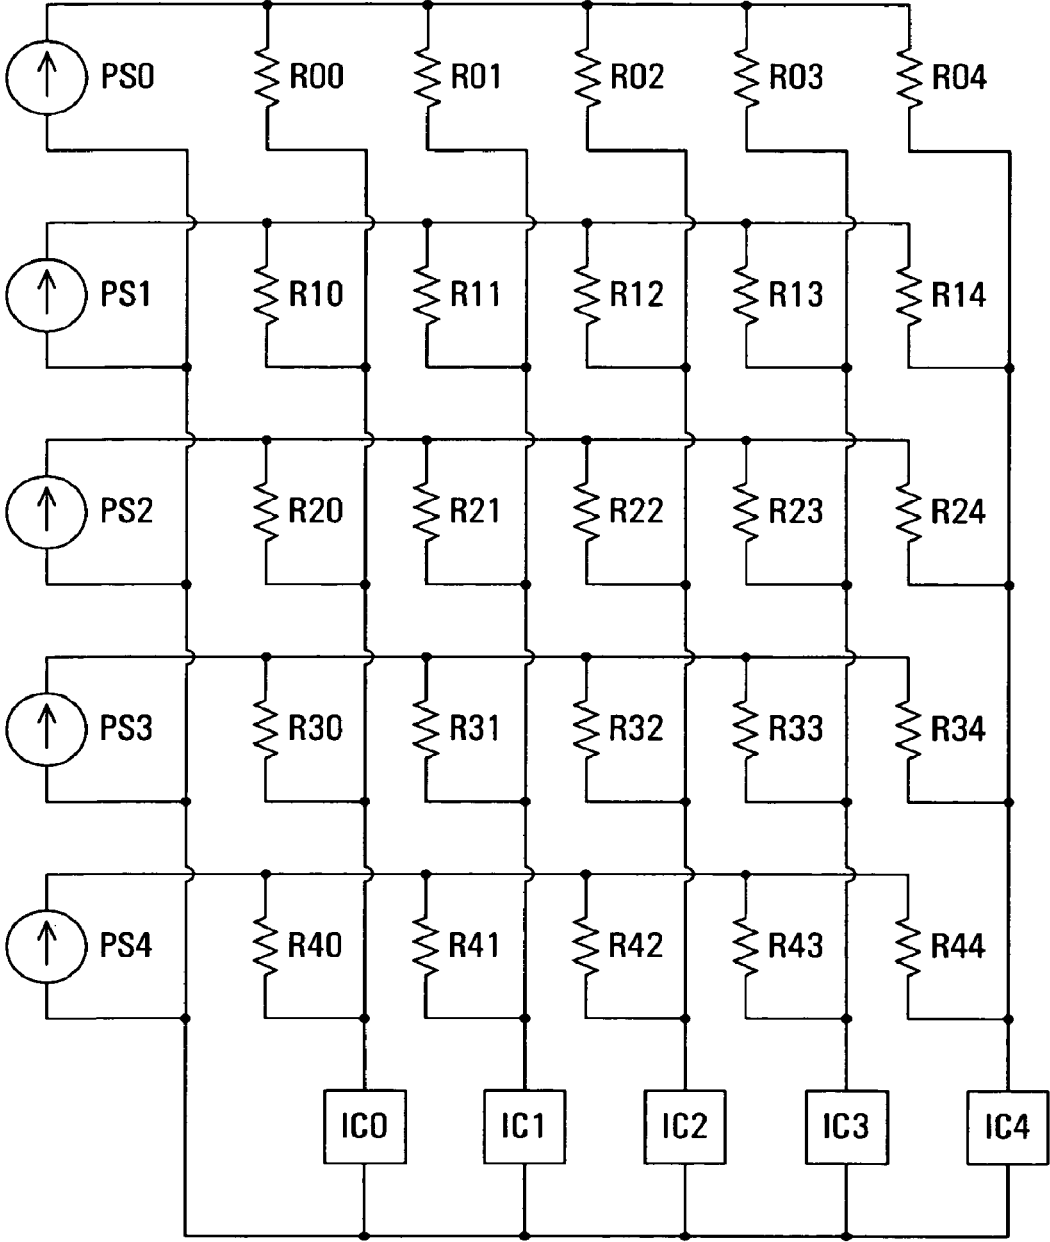 PS0 R00 R01 R02 R03 R04
PS1 R10 R11 R12 R13 R14
PS2 R20 R21 R22 R23 R24
PS3 R30 R31 R32 R33 R34
PS4 R40 R41 R42 R43 R44
IC0 IC1 IC2 IC3 IC4